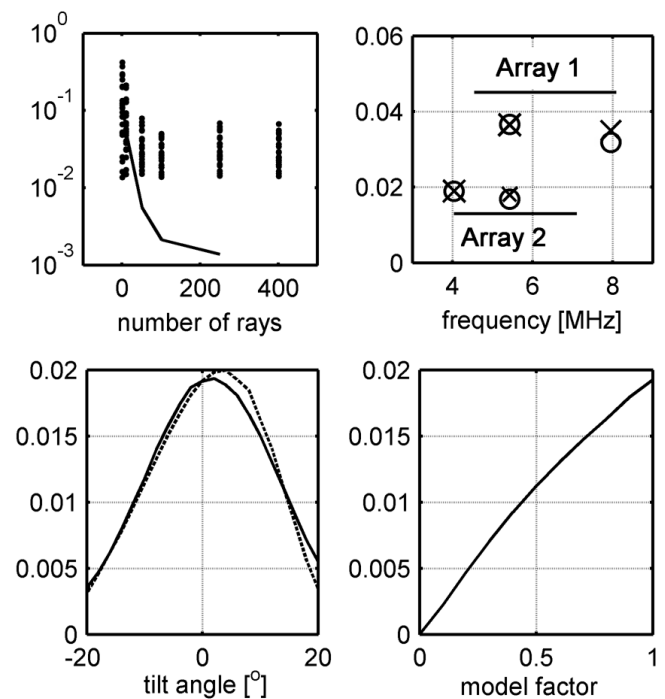 10^0
10^-1
10^-2
10^-3
0 200 400
number of rays
0.06
0.04
0.02
0
Array 1
Array 2
4 6 8
frequency [MHz]
0.02
0.015
0.01
0.005
0
-20 0 20
tilt angle [°]
0.02
0.015
0.01
0.005
0
0 0.5 1
model factor